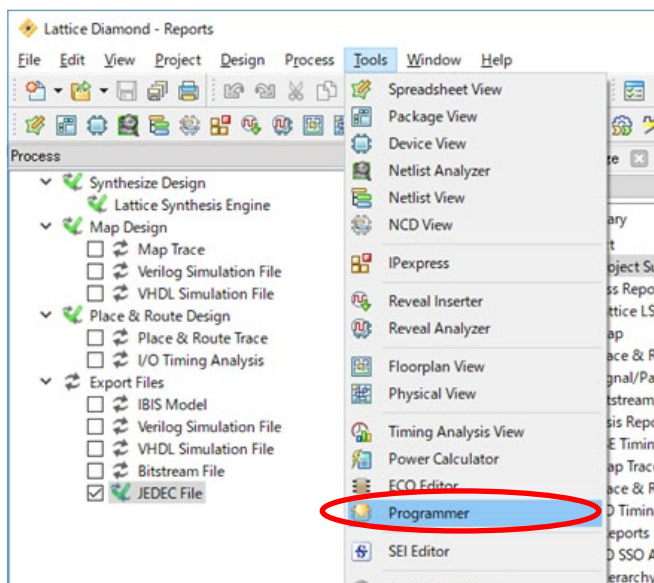 Lattice Diamond - Reports
File Edit View Project Design Process Tools Window Help
Process
Synthesize Design
Lattice Synthesis Engine
Map Design
Map Trace
Verilog Simulation File
VHDL Simulation File
Place & Route Design
Place & Route Trace
I/O Timing Analysis
Export Files
IBIS Model
Verilog Simulation File
VHDL Simulation File
Bitstream File
JEDEC File
Spreadsheet View
Package View
Device View
Netlist Analyzer
Netlist View
NCD View
IPexpress
Reveal Inserter
Reveal Analyzer
Floorplan View
Physical View
Timing Analysis View
Power Calculator
ECO Editor
Programmer
SEI Editor